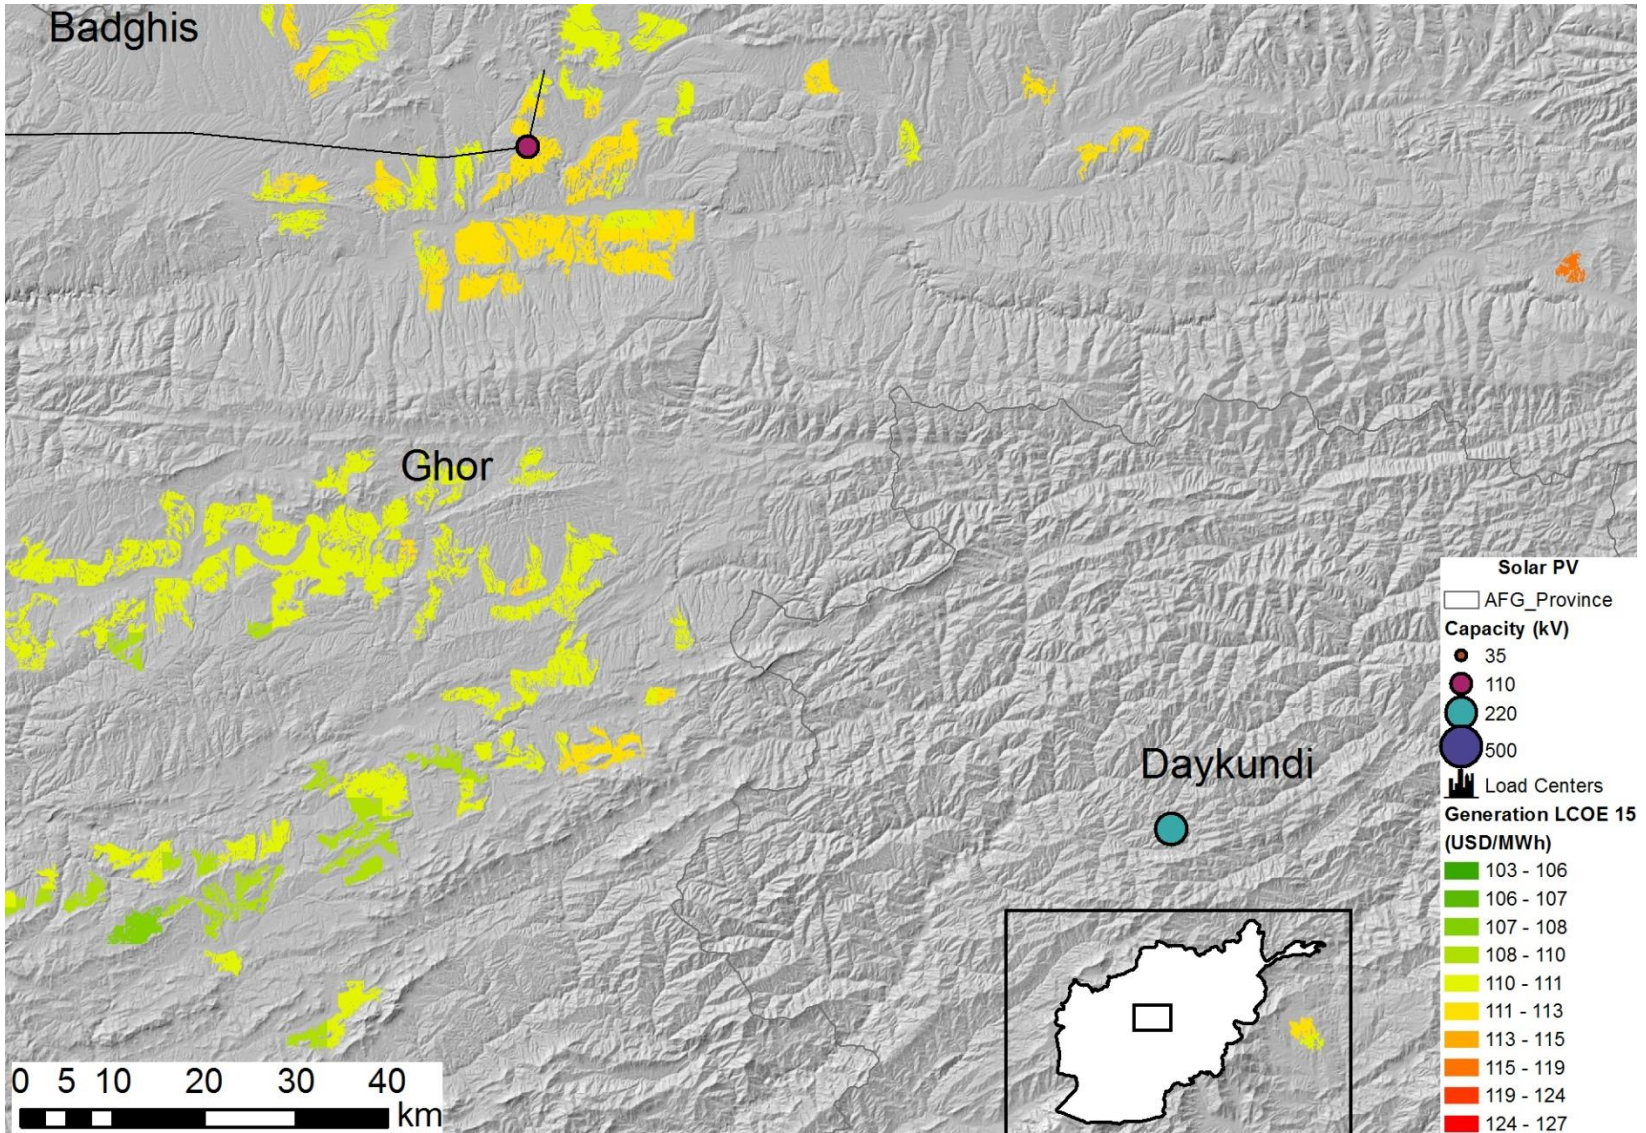 Badghis
Ghor
Daykundi
Solar PV
AFG_Province
Capacity (kV)
35
110
220
500
Load Centers
Generation LCOE 15
(USD/MWh)
103 - 106
106 - 107
107 - 108
108 - 110
110 - 111
111 - 113
113 - 115
115 - 119
119 - 124
124 - 127
0 5 10 20 30 40
km